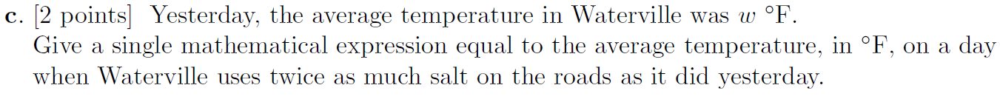 c. [2 points] Yesterday, the average temperature in Waterville was w °F.
Give a single mathematical expression equal to the average temperature, in °F, on a day
when Waterville uses twice as much salt on the roads as it did yesterday.